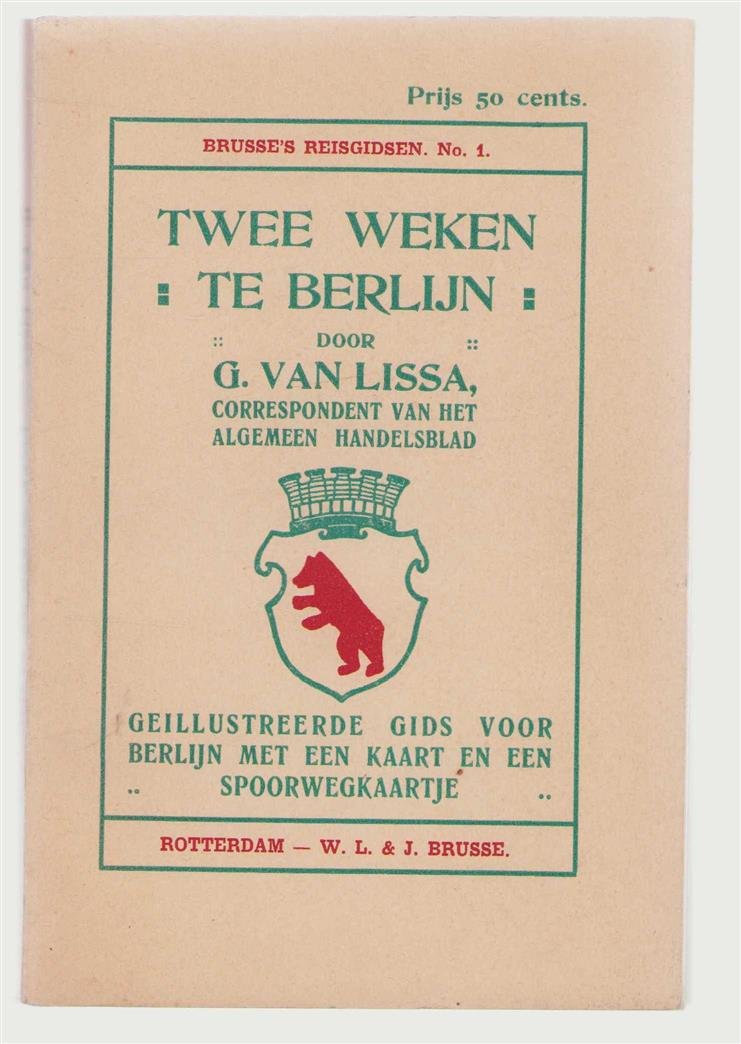 Prijs 50 cents.
BRUSSE'S REISGIDSEN. No. 1.
TWEE WEKEN
TE BERLIJN
DOOR
G. VAN LISSA,
CORRESPONDENT VAN HET
ALGEMEEN HANDELSBLAD
GEILLUSTREERDE GIDS VOOR
BERLIJN MET EEN KAART EN EEN
SPOORWEGKAARTJE
ROTTERDAM — W. L. & J. BRUSSE.